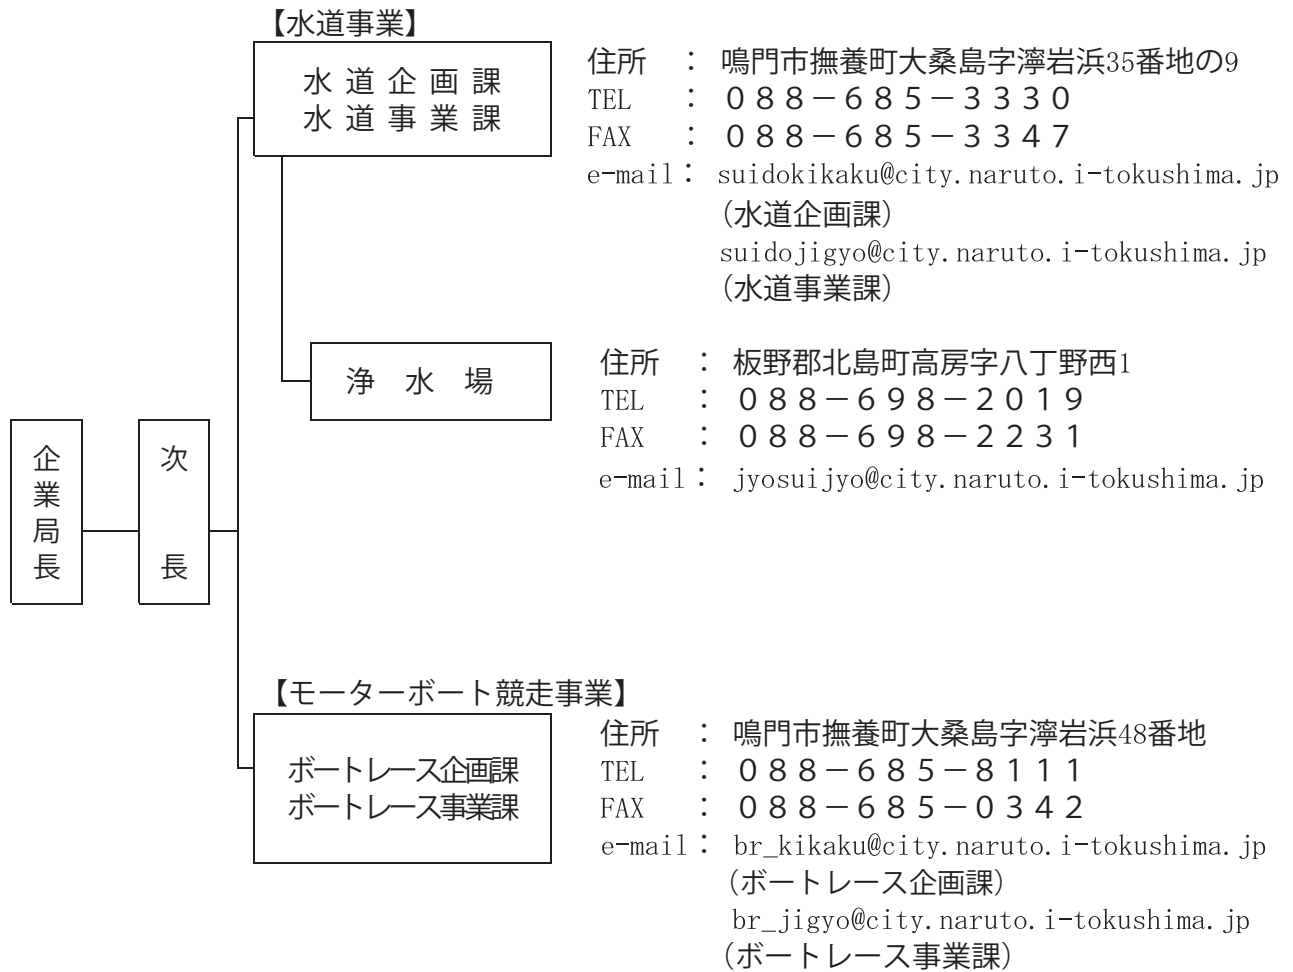 【水道事業】
水道企画課
水道事業課
住所 ： 鳴門市撫養町大桑島字濘岩浜35番地の9
TEL ： ０８８－６８５－３３３０
FAX ： ０８８－６８５－３３４７
e-mail： suidokikaku@city.naruto.i-tokushima.jp
（水道企画課）
suidojigyo@city.naruto.i-tokushima.jp
（水道事業課）
浄水場
住所 ： 板野郡北島町高房字八丁野西1
TEL ： ０８８－６９８－２０１９
FAX ： ０８８－６９８－２２３１
e-mail： jyosuijyo@city.naruto.i-tokushima.jp
企業局長
次長
【モーターボート競走事業】
ボートレース企画課
ボートレース事業課
住所 ： 鳴門市撫養町大桑島字濘岩浜48番地
TEL ： ０８８－６８５－８１１１
FAX ： ０８８－６８５－０３４２
e-mail： br_kikaku@city.naruto.i-tokushima.jp
（ボートレース企画課）
br_jigyo@city.naruto.i-tokushima.jp
（ボートレース事業課）